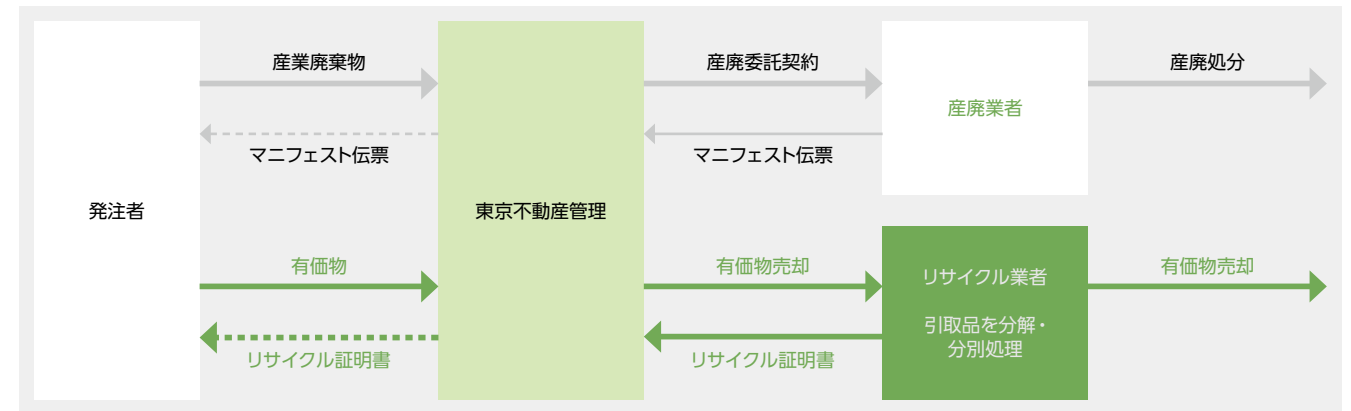 産業廃棄物
産廃委託契約
産廃処分
産廃業者
マニフェスト伝票
マニフェスト伝票
発注者
東京不動産管理
有価物
有価物売却
リサイクル業者
有価物売却
引取品を分解・
分別処理
リサイクル証明書
リサイクル証明書